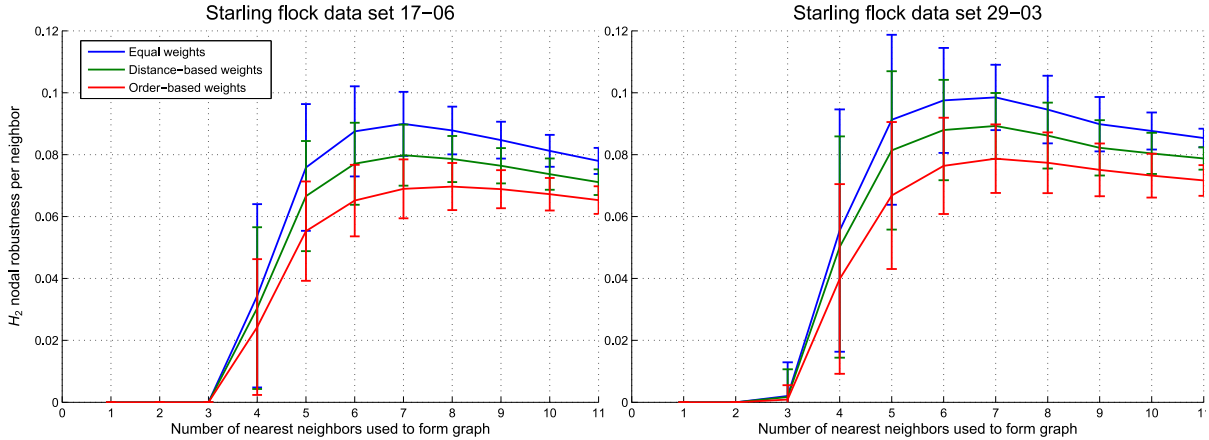 Starling flock data set 17−06
H2 nodal robustness per neighbor
0.12
0.1
0.08
0.06
0.04
0.02
0
Equal weights
Distance−based weights
Order−based weights
0 1 2 3 4 5 6 7 8 9 10 11
Number of nearest neighbors used to form graph
Starling flock data set 29−03
0.12
0.1
0.08
0.06
0.04
0.02
0
0 1 2 3 4 5 6 7 8 9 10 11
Number of nearest neighbors used to form graph